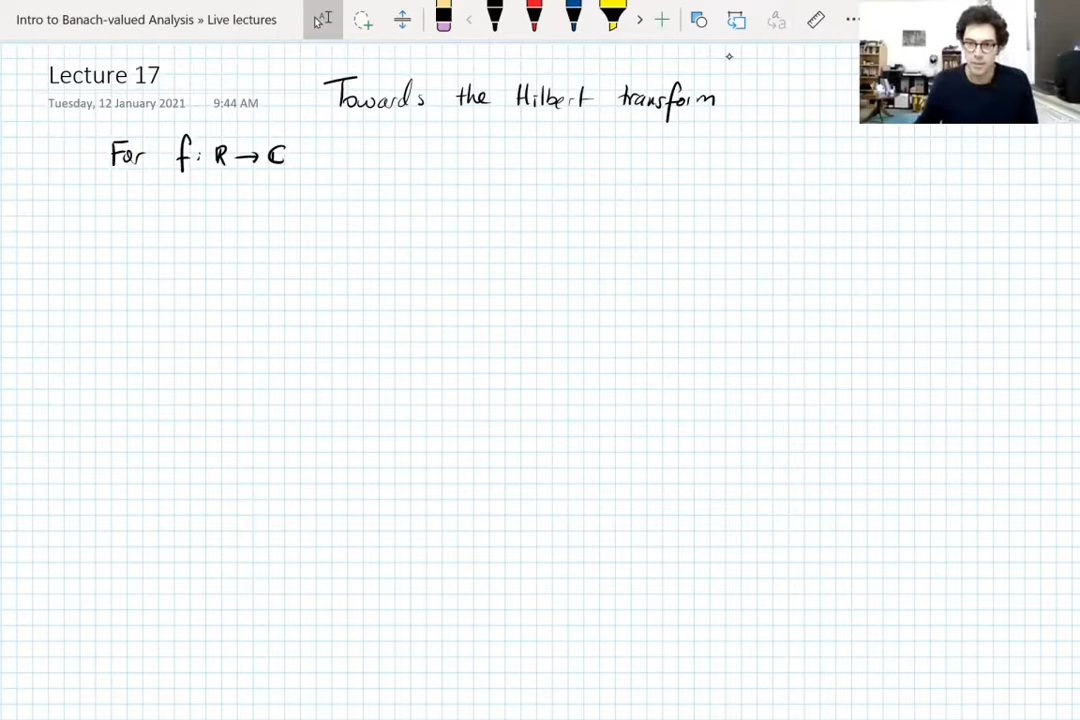 Intro to Banach-valued Analysis » Live lectures
Lecture 17
Tuesday, 12 January 2021 9:44 AM
Towards the Hilbert transform
For f: ℝ → ℂ